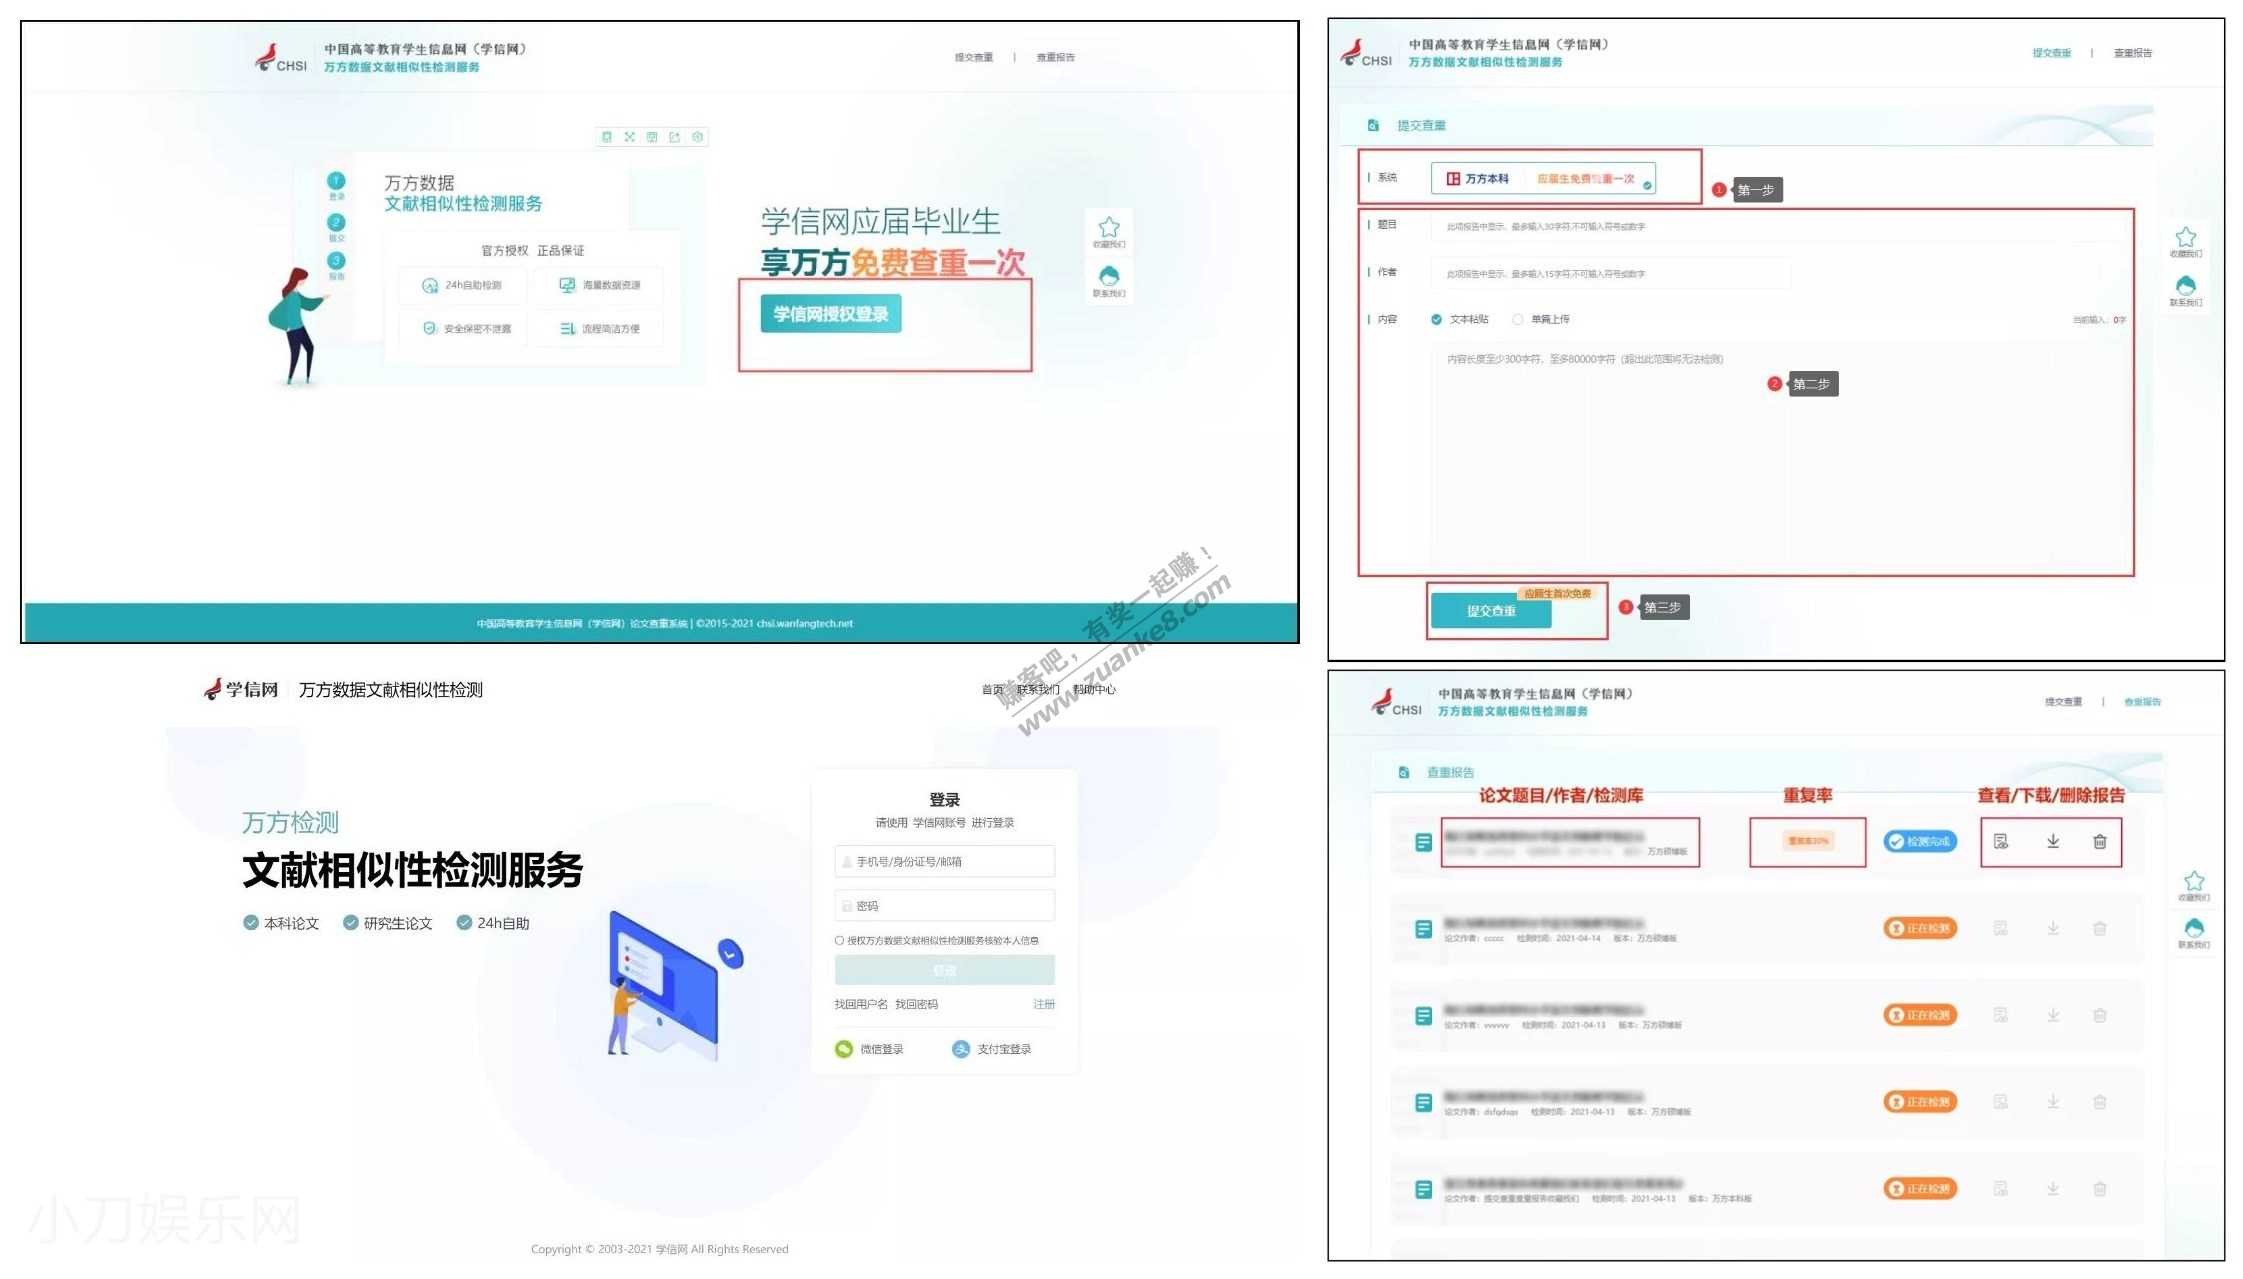 中国高等教育学生信息网（学信网）
CHSI
万方数据文献相似性检测服务
提交查重 | 查重报告
1
登录
2
提交
3
报告
万方数据
文献相似性检测服务
官方授权 正品保证
24h自助检测
海量数据资源
安全保密不泄露
流程简洁方便
学信网应届毕业生
享万方免费查重一次
学信网授权登录
收藏我们
联系我们
中国高等教育学生信息网（学信网）论文查重系统 | ©2015-2021 chsi.wanfangtech.net
中国高等教育学生信息网（学信网）
CHSI
万方数据文献相似性检测服务
提交查重 | 查重报告
提交查重
系统
万方本科
应届生免费查重一次
1 第一步
题目
此项报告中显示，最多输入30字符,不可输入符号或数字
作者
此项报告中显示，最多输入15字符,不可输入符号或数字
内容
文本粘贴
单篇上传
当前输入：0字
内容长度至少300字符，至多80000字符（超出此范围将无法检测）
2 第二步
应届生首次免费
提交查重
3 第三步
收藏我们
联系我们
赚客吧，有奖一起赚！
www.zuanke8.com
学信网
万方数据文献相似性检测
首页 联系我们 帮助中心
万方检测
文献相似性检测服务
本科论文
研究生论文
24h自助
登录
请使用 学信网账号 进行登录
手机号/身份证号/邮箱
密码
授权万方数据文献相似性检测服务核验本人信息
登录
找回用户名 找回密码
注册
微信登录
支付宝登录
小刀娱乐网
Copyright © 2003-2021 学信网 All Rights Reserved
中国高等教育学生信息网（学信网）
CHSI
万方数据文献相似性检测服务
提交查重 | 查重报告
查重报告
论文题目/作者/检测库
重复率
查看/下载/删除报告
万方硕博版
检测完成
论文作者：ccccc 检测时间：2021-04-14 版本：万方硕博版
正在检测
论文作者：vvvvvv 检测时间：2021-04-13 版本：万方硕博版
正在检测
论文作者：dsfqdsqs 检测时间：2021-04-13 版本：万方硕博版
正在检测
论文作者：提交查重查重报告收藏我们 检测时间：2021-04-13 版本：万方本科版
正在检测
收藏我们
联系我们